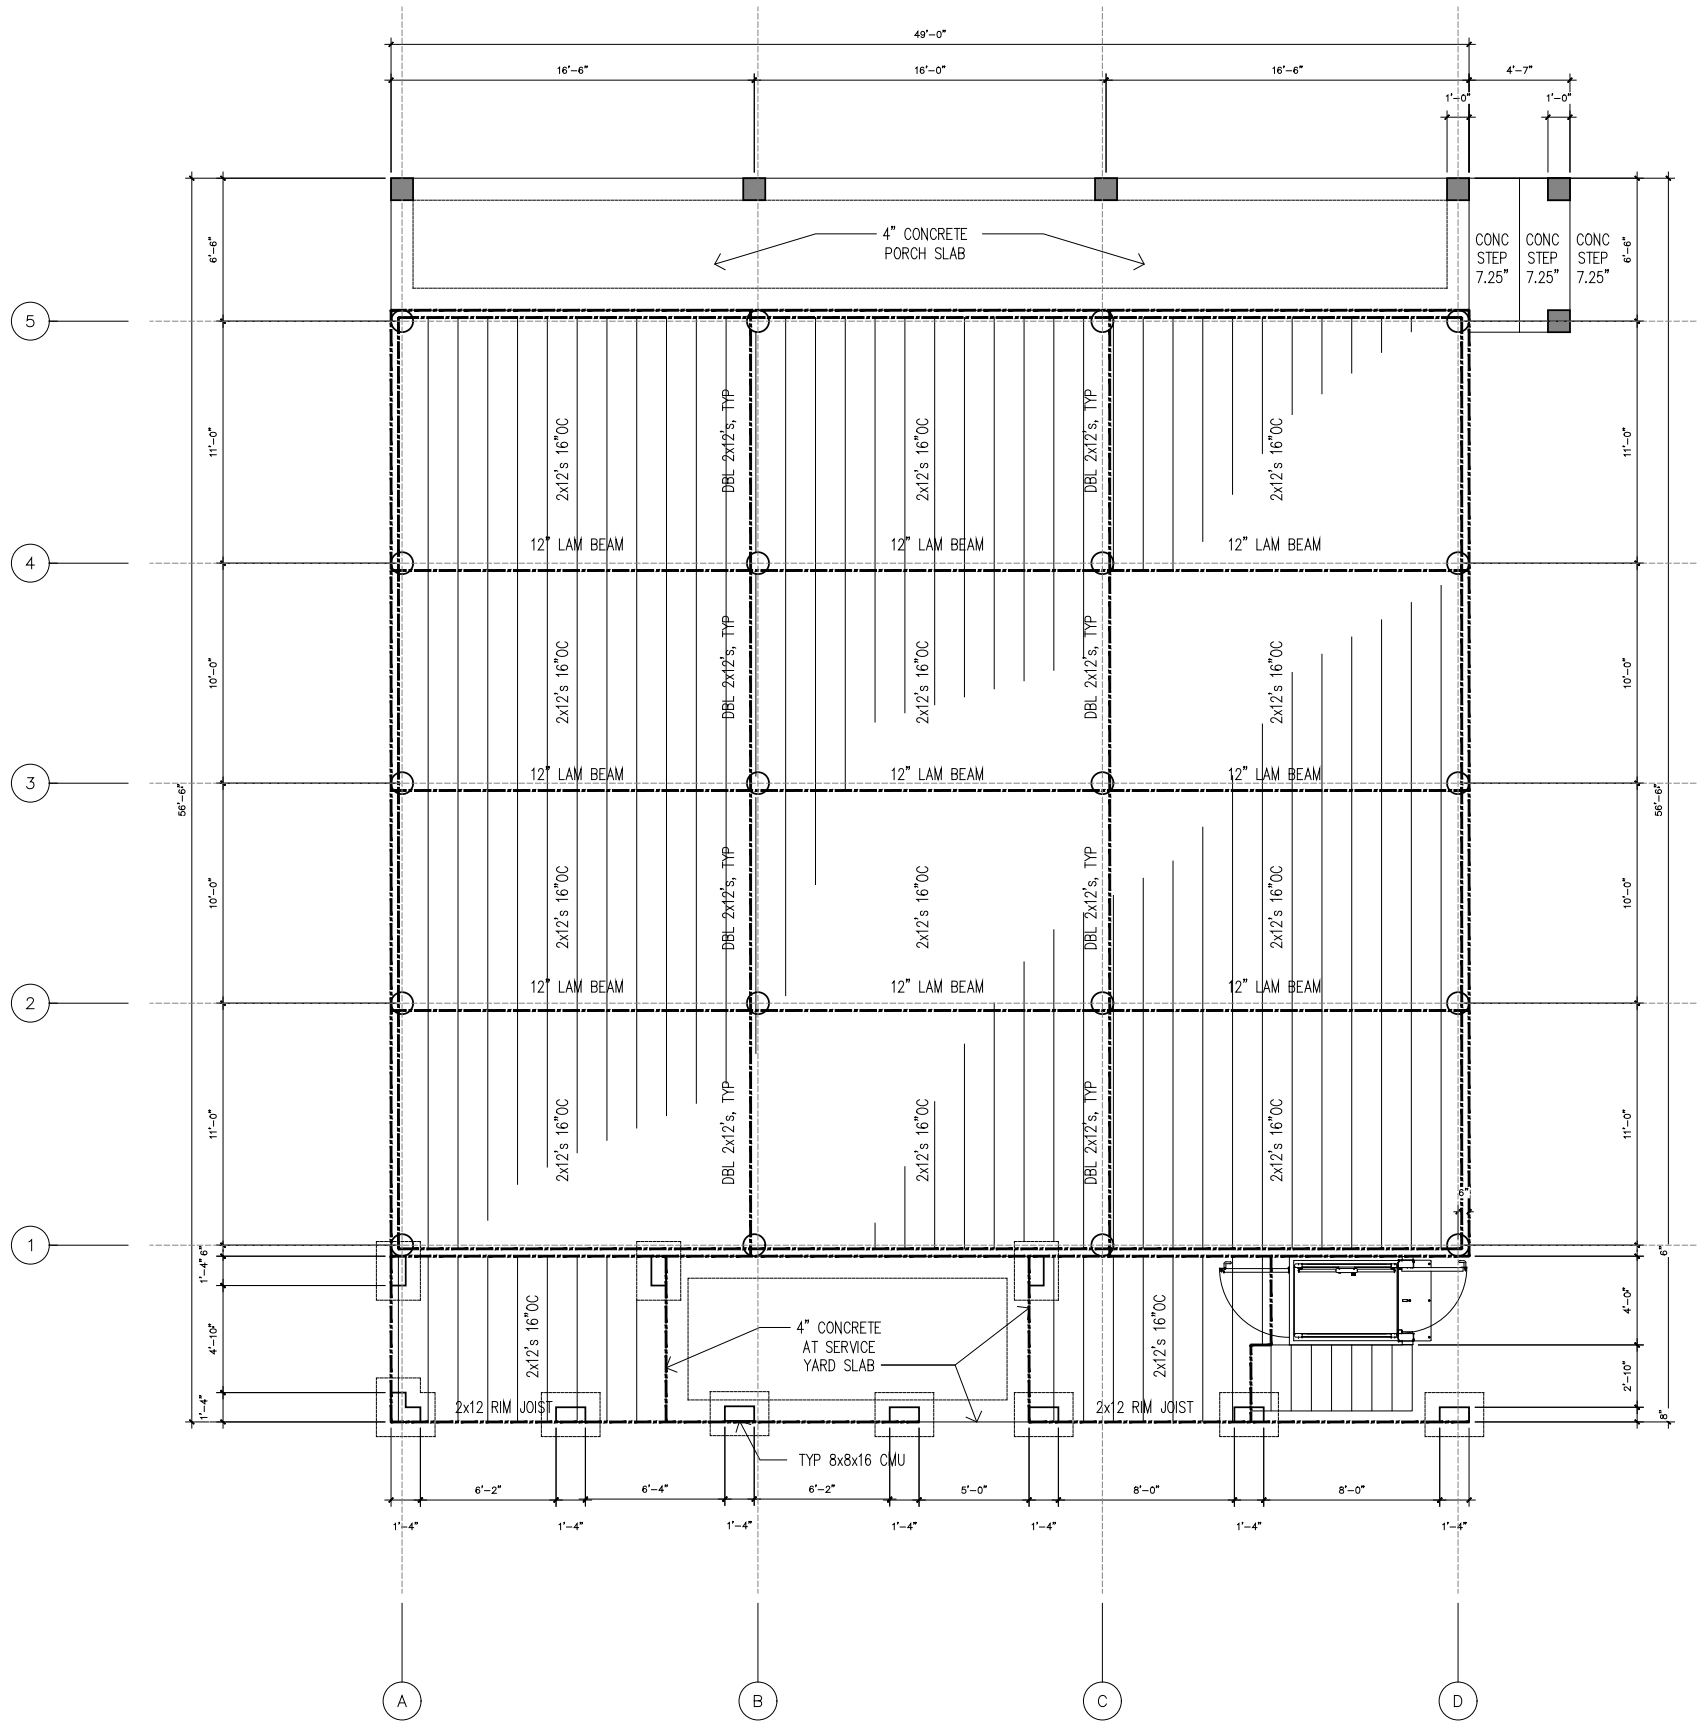 49'-0"
16'-6"
16'-0"
16'-6"
4'-7"
1'-0"
1'-0"
6'-6"
4" CONCRETE
PORCH SLAB
CONC
STEP
7.25"
CONC
STEP
7.25"
CONC
STEP
7.25"
6'-6"
5
11'-0"
2x12's 16"OC
DBL 2x12's, TYP
2x12's 16"OC
DBL 2x12's, TYP
2x12's 16"OC
11'-0"
12" LAM BEAM
12" LAM BEAM
12" LAM BEAM
4
10'-0"
2x12's 16"OC
DBL 2x12's, TYP
2x12's 16"OC
DBL 2x12's, TYP
2x12's 16"OC
10'-0"
12" LAM BEAM
12" LAM BEAM
12" LAM BEAM
3
56'-6"
56'-6"
10'-0"
2x12's 16"OC
DBL 2x12's, TYP
2x12's 16"OC
DBL 2x12's, TYP
2x12's 16"OC
10'-0"
12" LAM BEAM
12" LAM BEAM
12" LAM BEAM
2
11'-0"
2x12's 16"OC
DBL 2x12's, TYP
2x12's 16"OC
DBL 2x12's, TYP
2x12's 16"OC
11'-0"
6"
1
6"
6"
1'-4"
4'-10"
1'-4"
2x12's 16"OC
4" CONCRETE
AT SERVICE
YARD SLAB
2x12's 16"OC
4'-0"
2'-10"
8"
2x12 RIM JOIST
2x12 RIM JOIST
TYP 8x8x16 CMU
6'-2"
6'-4"
6'-2"
5'-0"
8'-0"
8'-0"
1'-4"
1'-4"
1'-4"
1'-4"
1'-4"
1'-4"
1'-4"
A
B
C
D